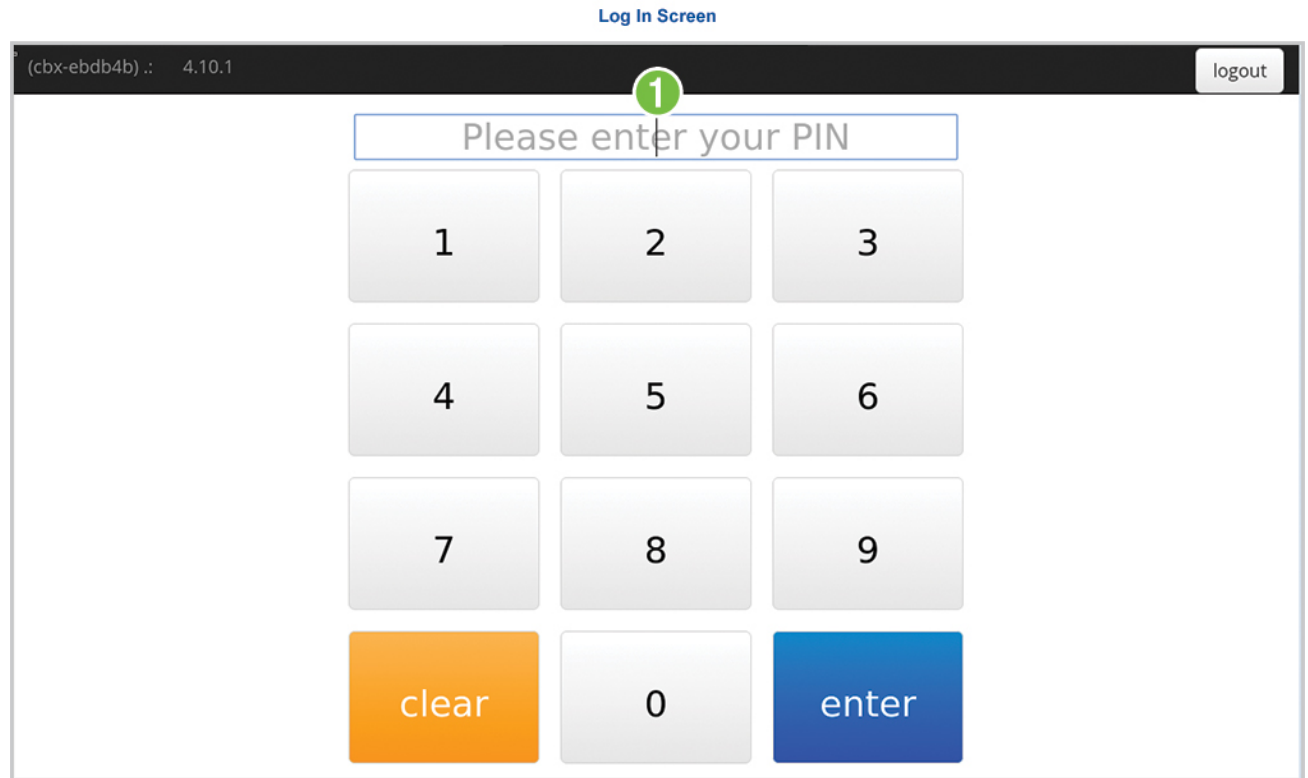 Log In Screen
(cbx-ebdb4b) .: 4.10.1
logout
1
Please enter your PIN
1 2 3
4 5 6
7 8 9
clear 0 enter